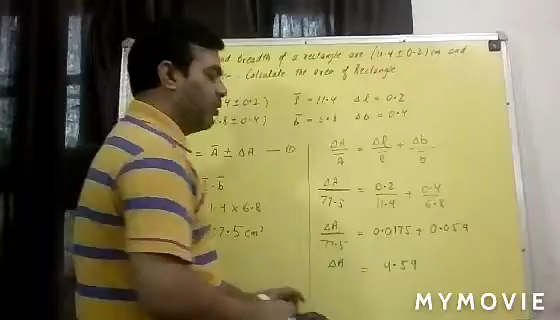 nd breadth of a rectangle are (11.4 ± 0.2) cm and
. Calculate the area of Rectangle
4 ± 0.2) l̄ = 11.4 Δl = 0.2
.8 ± 0.4) b̄ = 6.8 Δb = 0.4
= Ā ± ΔA — ①
l̄ . b̄
1.4 × 6.8
7.5 cm²
ΔA/Ā = Δl/l̄ + Δb/b̄
ΔA/77.5 = 0.2/11.4 + 0.4/6.8
ΔA/77.5 = 0.0175 + 0.059
ΔA = 4.59
MYMOVIE